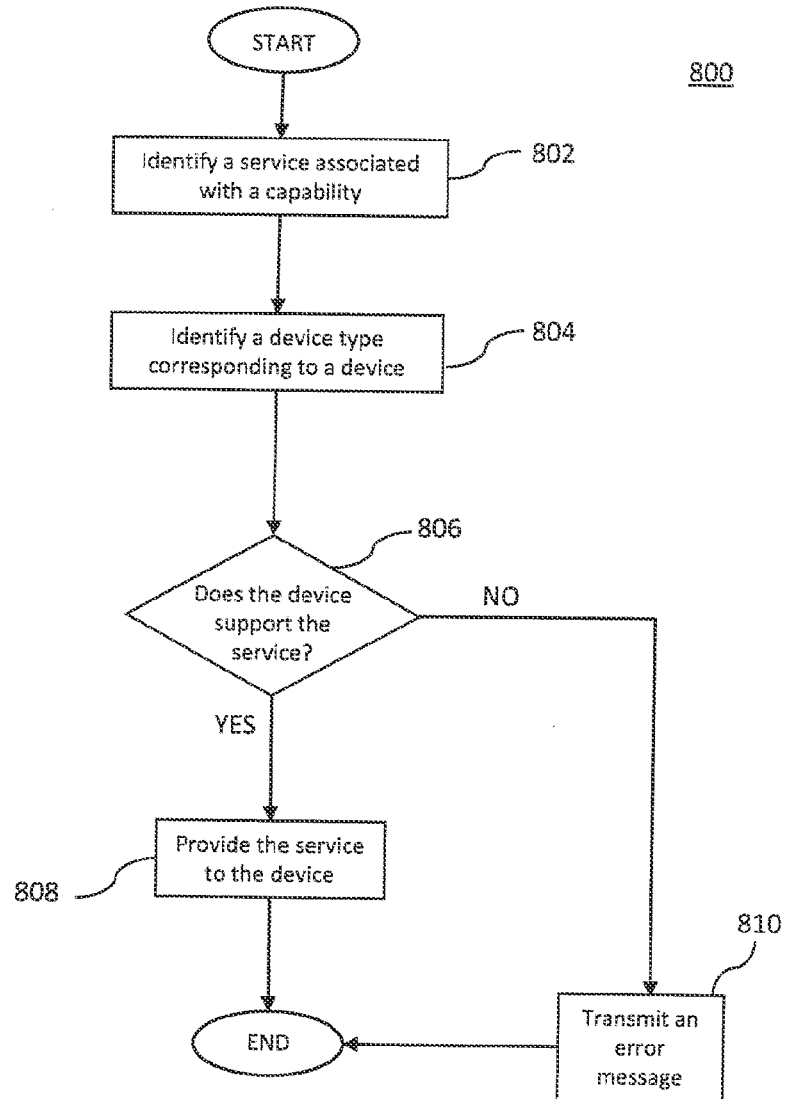 START
800
Identify a service associated
with a capability
802
Identify a device type
corresponding to a device
804
806
Does the device
support the
service?
NO
YES
Provide the service
to the device
808
810
Transmit an
error
message
END